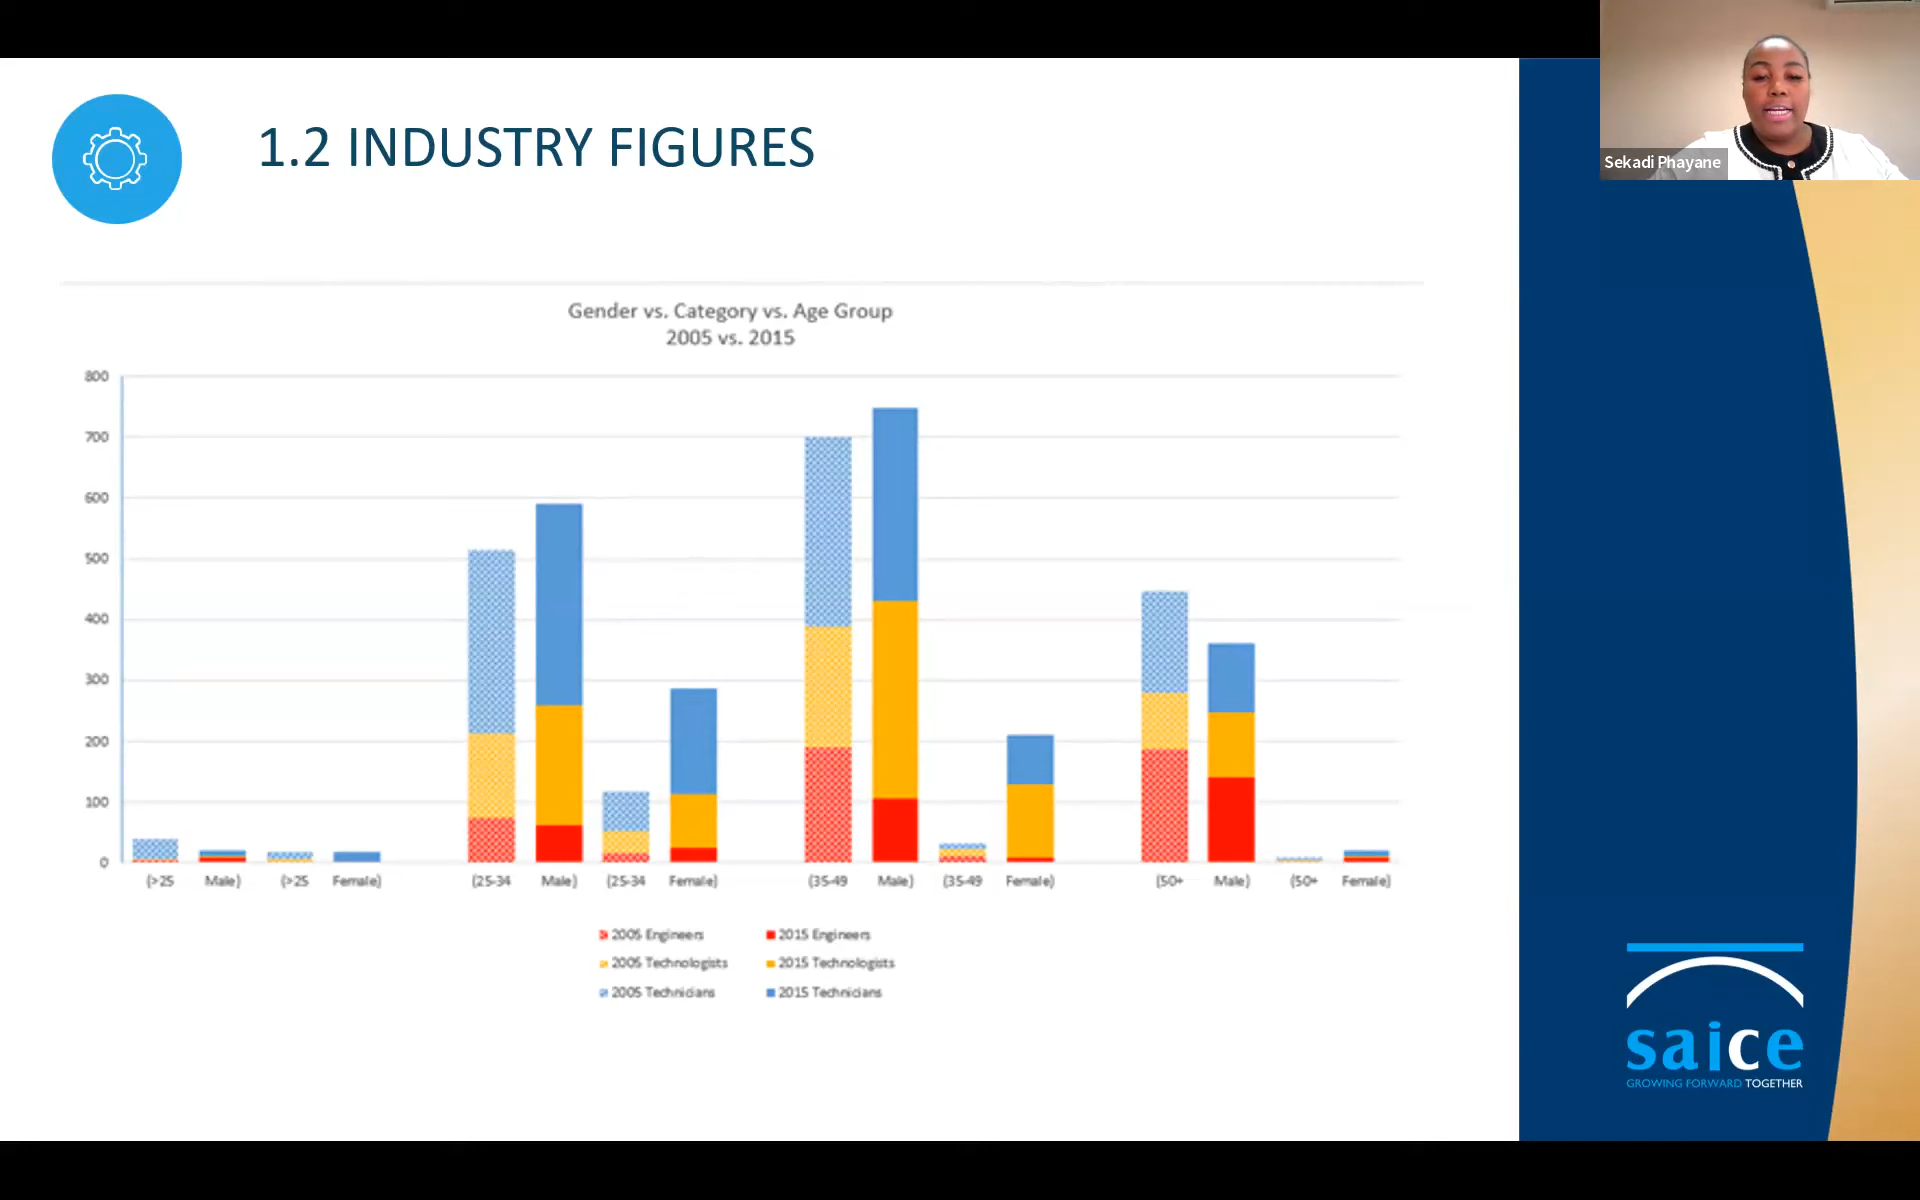 1.2 INDUSTRY FIGURES
Sekadi Phayane
Gender vs. Category vs. Age Group
2005 vs. 2015
800
700
600
500
400
300
200
100
0
(>25 Male) (>25 Female) (25-34 Male) (25-34 Female) (35-49 Male) (35-49 Female) (50+ Male) (50+ Female)
2005 Engineers 2015 Engineers
2005 Technologists 2015 Technologists
2005 Technicians 2015 Technicians
saice
GROWING FORWARD TOGETHER